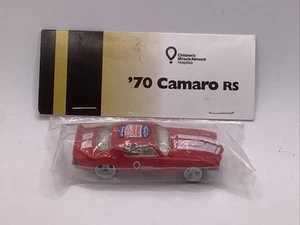 Children's
Miracle Network
Hospitals
'70 Camaro RS